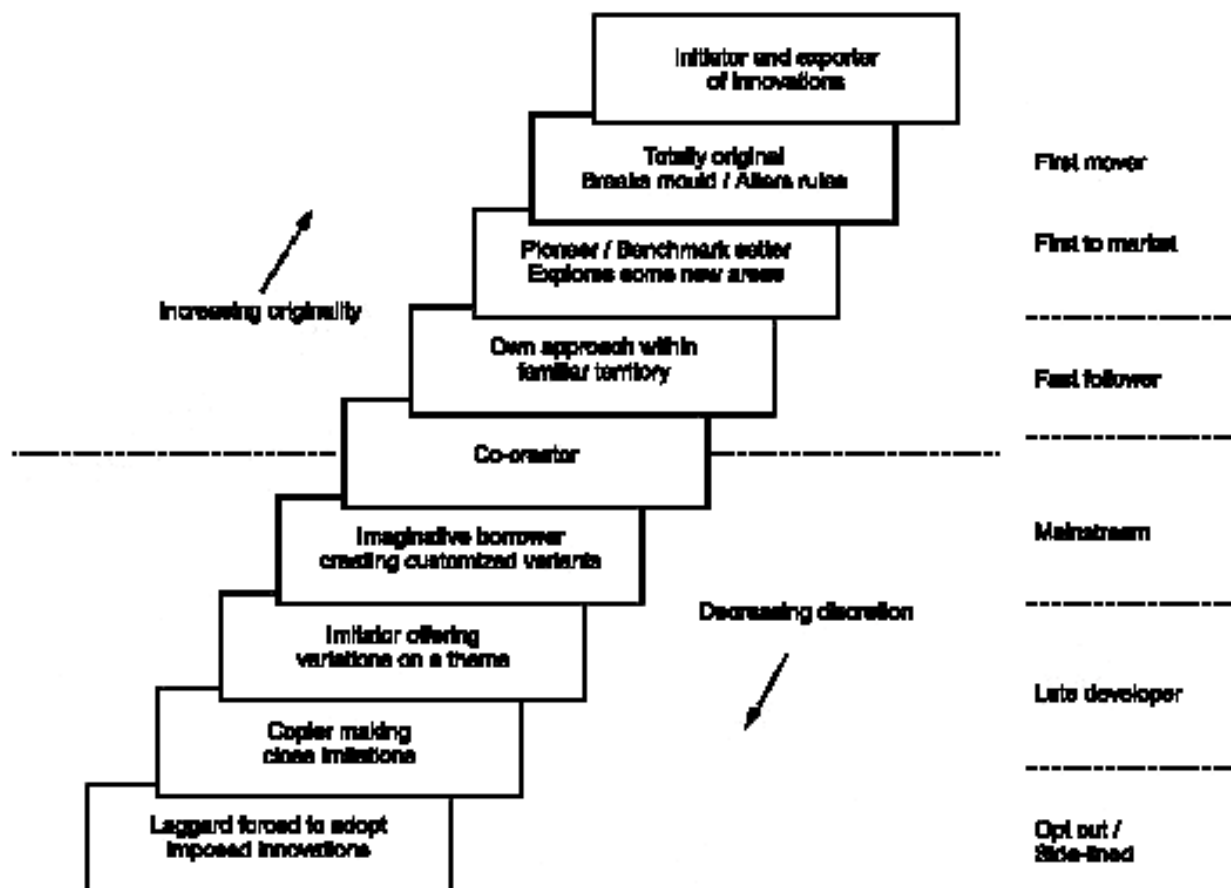 Initiator and exporter
of innovations
Totally original
Breaks mould / Alters rules
First mover
Pioneer / Benchmark setter
Explores some new areas
First to market
Increasing originality
Own approach within
familiar territory
Fast follower
Co-creator
Imaginative borrower
creating customized variants
Mainstream
Decreasing discretion
Imitator offering
variations on a theme
Late developer
Copier making
close imitations
Laggard forced to adopt
imposed innovations
Opt out /
Side-lined